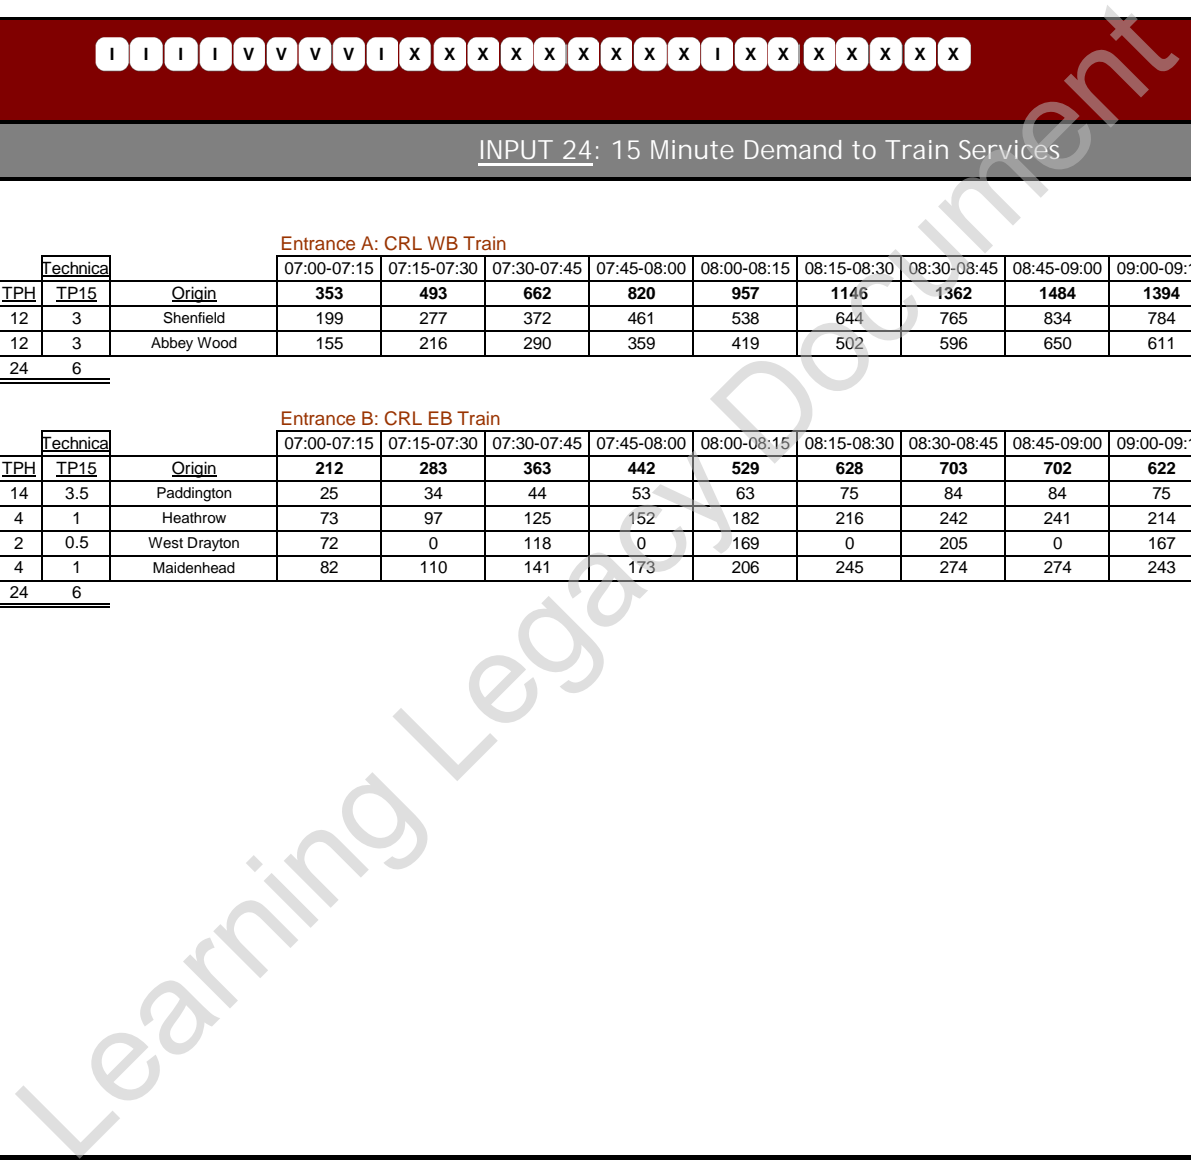 I I I I V V V V I X X X X X X X X X I X X X X X X X
INPUT 24: 15 Minute Demand to Train Services
Entrance A: CRL WB Train
Technica 07:00-07:15 07:15-07:30 07:30-07:45 07:45-08:00 08:00-08:15 08:15-08:30 08:30-08:45 08:45-09:00 09:00-09:1
TPH TP15 Origin 353 493 662 820 957 1146 1362 1484 1394
12 3 Shenfield 199 277 372 461 538 644 765 834 784
12 3 Abbey Wood 155 216 290 359 419 502 596 650 611
24 6
Entrance B: CRL EB Train
Technica 07:00-07:15 07:15-07:30 07:30-07:45 07:45-08:00 08:00-08:15 08:15-08:30 08:30-08:45 08:45-09:00 09:00-09:1
TPH TP15 Origin 212 283 363 442 529 628 703 702 622
14 3.5 Paddington 25 34 44 53 63 75 84 84 75
4 1 Heathrow 73 97 125 152 182 216 242 241 214
2 0.5 West Drayton 72 0 118 0 169 0 205 0 167
4 1 Maidenhead 82 110 141 173 206 245 274 274 243
24 6
Learning Legacy Document